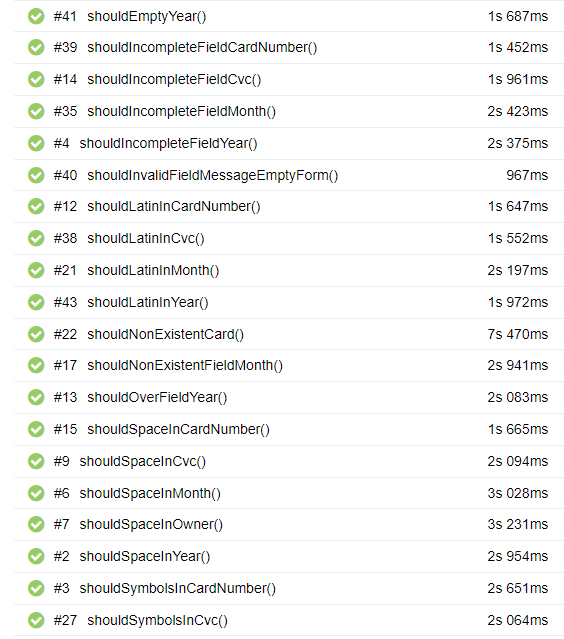 #41 shouldEmptyYear() 1s 687ms
#39 shouldIncompleteFieldCardNumber() 1s 452ms
#14 shouldIncompleteFieldCvc() 1s 961ms
#35 shouldIncompleteFieldMonth() 2s 423ms
#4 shouldIncompleteFieldYear() 2s 375ms
#40 shouldInvalidFieldMessageEmptyForm() 967ms
#12 shouldLatinInCardNumber() 1s 647ms
#38 shouldLatinInCvc() 1s 552ms
#21 shouldLatinInMonth() 2s 197ms
#43 shouldLatinInYear() 1s 972ms
#22 shouldNonExistentCard() 7s 470ms
#17 shouldNonExistentFieldMonth() 2s 941ms
#13 shouldOverFieldYear() 2s 083ms
#15 shouldSpaceInCardNumber() 1s 665ms
#9 shouldSpaceInCvc() 2s 094ms
#6 shouldSpaceInMonth() 3s 028ms
#7 shouldSpaceInOwner() 3s 231ms
#2 shouldSpaceInYear() 2s 954ms
#3 shouldSymbolsInCardNumber() 2s 651ms
#27 shouldSymbolsInCvc() 2s 064ms